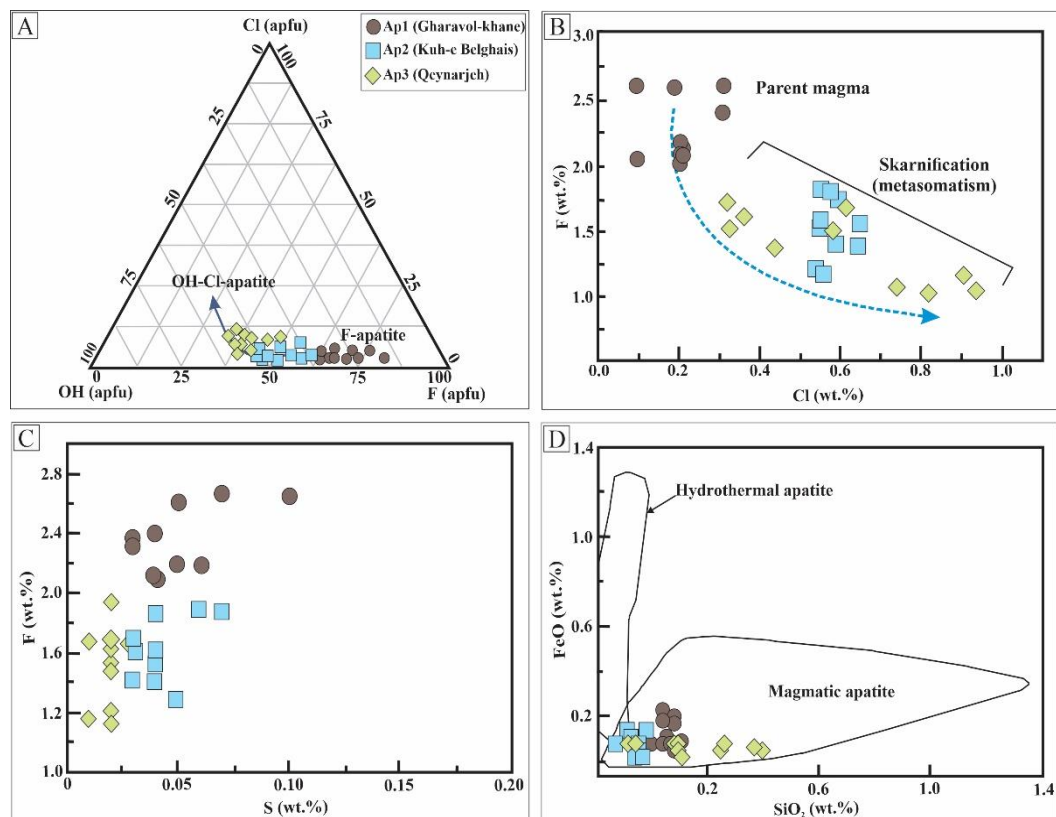 A
Cl (apfu)
Ap1 (Gharavol-khane)
Ap2 (Kuh-e Belghais)
Ap3 (Qeynarjeh)
0
100
25
75
50
50
OH-Cl-apatite
75
25
F-apatite
100
0
0
25
50
75
100
OH (apfu)
F (apfu)
B
3.0
2.5
2.0
1.5
1.0
F (wt.%)
Parent magma
Skarnification
(metasomatism)
0.0
0.2
0.4
0.6
0.8
1.0
Cl (wt.%)
C
2.8
2.4
2.0
1.6
1.2
1.0
F (wt.%)
0
0.05
0.10
0.15
0.20
S (wt.%)
D
1.4
1.0
0.6
0.2
FeO (wt.%)
Hydrothermal apatite
Magmatic apatite
0.2
0.6
1.0
1.4
SiO₂ (wt.%)